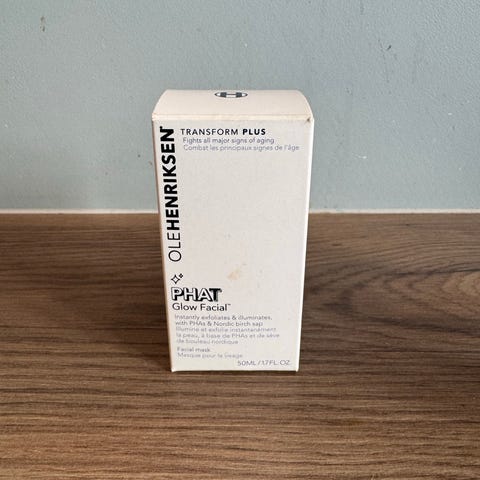 OLEHENRIKSEN
TRANSFORM PLUS
Fights all major signs of aging
Combat les principaux signes de l'âge
PHAT
Glow Facial™
Instantly exfoliates & illuminates,
with PHAs & Nordic birch sap
Illumine et exfolie instantanément
la peau, à base de PHAs et de sève
de bouleau nordique
Facial mask
Masque pour le visage
50ML / 1.7 FL. OZ.